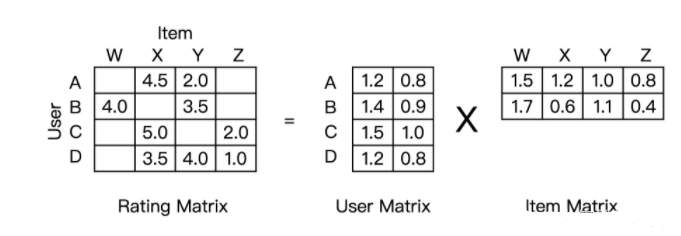 Item
W X Y Z W X Y Z
A 4.5 2.0 A 1.2 0.8 1.5 1.2 1.0 0.8
B 4.0 3.5 B 1.4 0.9 1.7 0.6 1.1 0.4
User = X
C 5.0 2.0 C 1.5 1.0
D 3.5 4.0 1.0 D 1.2 0.8
Rating Matrix User Matrix Item Matrix